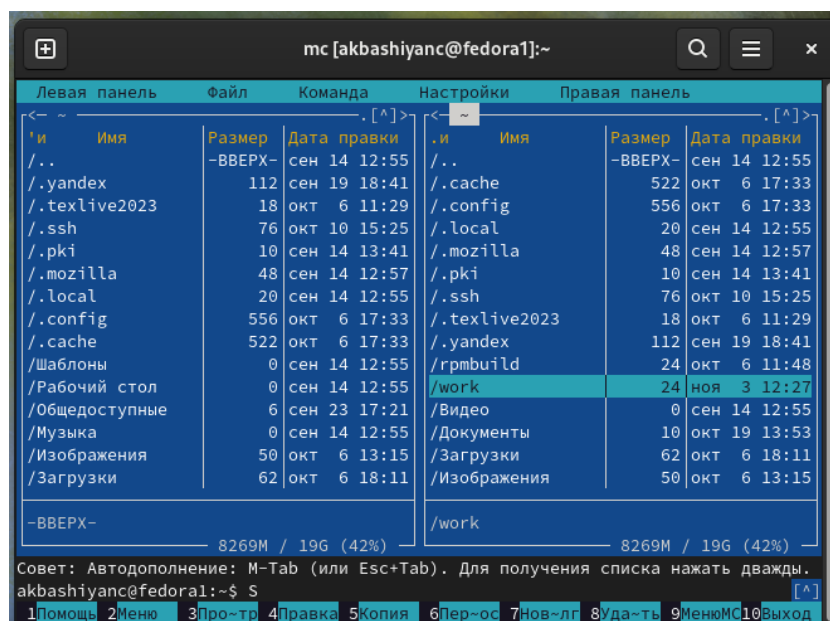 mc [akbashiyanc@fedora1]:~
Левая панель Файл Команда Настройки Правая панель
<— ~ .[^]> <— ~ .[^]>
'и Имя Размер Дата правки .и Имя Размер Дата правки
/.. -ВВЕРХ- сен 14 12:55 /.. -ВВЕРХ- сен 14 12:55
/.yandex 112 сен 19 18:41 /.cache 522 окт 6 17:33
/.texlive2023 18 окт 6 11:29 /.config 556 окт 6 17:33
/.ssh 76 окт 10 15:25 /.local 20 сен 14 12:55
/.pki 10 сен 14 13:41 /.mozilla 48 сен 14 12:57
/.mozilla 48 сен 14 12:57 /.pki 10 сен 14 13:41
/.local 20 сен 14 12:55 /.ssh 76 окт 10 15:25
/.config 556 окт 6 17:33 /.texlive2023 18 окт 6 11:29
/.cache 522 окт 6 17:33 /.yandex 112 сен 19 18:41
/Шаблоны 0 сен 14 12:55 /rpmbuild 24 окт 6 11:48
/Рабочий стол 0 сен 14 12:55 /work 24 ноя 3 12:27
/Общедоступные 6 сен 23 17:21 /Видео 0 сен 14 12:55
/Музыка 0 сен 14 12:55 /Документы 10 окт 19 13:53
/Изображения 50 окт 6 13:15 /Загрузки 62 окт 6 18:11
/Загрузки 62 окт 6 18:11 /Изображения 50 окт 6 13:15
-ВВЕРХ- /work
8269M / 19G (42%) 8269M / 19G (42%)
Совет: Автодополнение: M-Tab (или Esc+Tab). Для получения списка нажать дважды.
akbashiyanc@fedora1:~$ S [^]
1Помощь 2Меню 3Про~тр 4Правка 5Копия 6Пер~ос 7Нов~лг 8Уда~ть 9МенюMC 10Выход